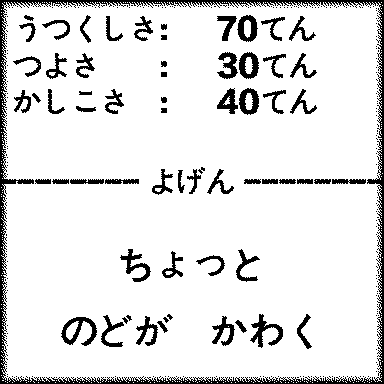 うつくしさ: 70てん
つよさ : 30てん
かしこさ : 40てん
よげん
ちょっと
のどが かわく